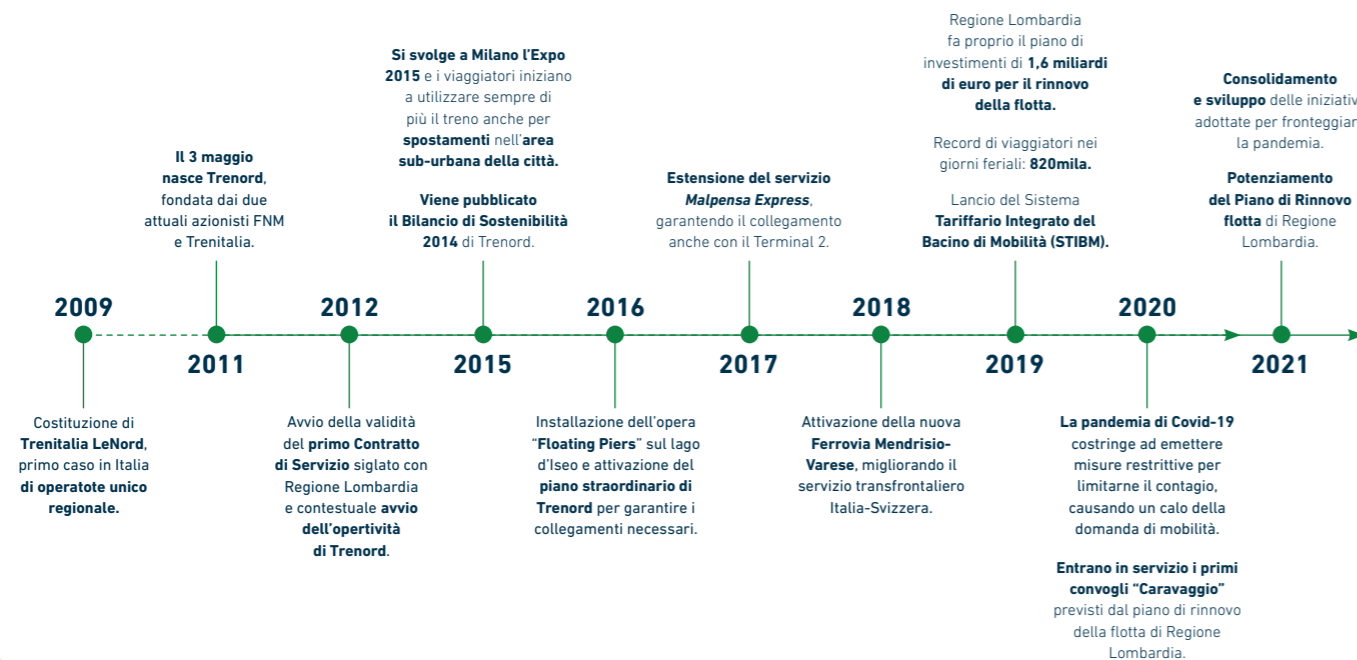 2009
Costituzione di
Trenitalia LeNord,
primo caso in Italia
di operatote unico
regionale.
Il 3 maggio
nasce Trenord,
fondata dai due
attuali azionisti FNM
e Trenitalia.
2011
2012
Avvio della validità
del primo Contratto
di Servizio siglato con
Regione Lombardia
e contestuale avvio
dell'opertività
di Trenord.
Si svolge a Milano l'Expo
2015 e i viaggiatori iniziano
a utilizzare sempre di
più il treno anche per
spostamenti nell'area
sub-urbana della città.
Viene pubblicato
il Bilancio di Sostenibilità
2014 di Trenord.
2015
2016
Installazione dell'opera
“Floating Piers” sul lago
d'Iseo e attivazione del
piano straordinario di
Trenord per garantire i
collegamenti necessari.
Estensione del servizio
Malpensa Express,
garantendo il collegamento
anche con il Terminal 2.
2017
2018
Attivazione della nuova
Ferrovia Mendrisio-
Varese, migliorando il
servizio transfrontaliero
Italia-Svizzera.
Regione Lombardia
fa proprio il piano di
investimenti di 1,6 miliardi
di euro per il rinnovo
della flotta.
Record di viaggiatori nei
giorni feriali: 820mila.
Lancio del Sistema
Tariffario Integrato del
Bacino di Mobilità (STIBM).
2019
2020
La pandemia di Covid-19
costringe ad emettere
misure restrittive per
limitarne il contagio,
causando un calo della
domanda di mobilità.
Entrano in servizio i primi
convogli “Caravaggio”
previsti dal piano di rinnovo
della flotta di Regione
Lombardia.
Consolidamento
e sviluppo delle iniziativ
adottate per fronteggiar
la pandemia.
Potenziamento
del Piano di Rinnovo
flotta di Regione
Lombardia.
2021